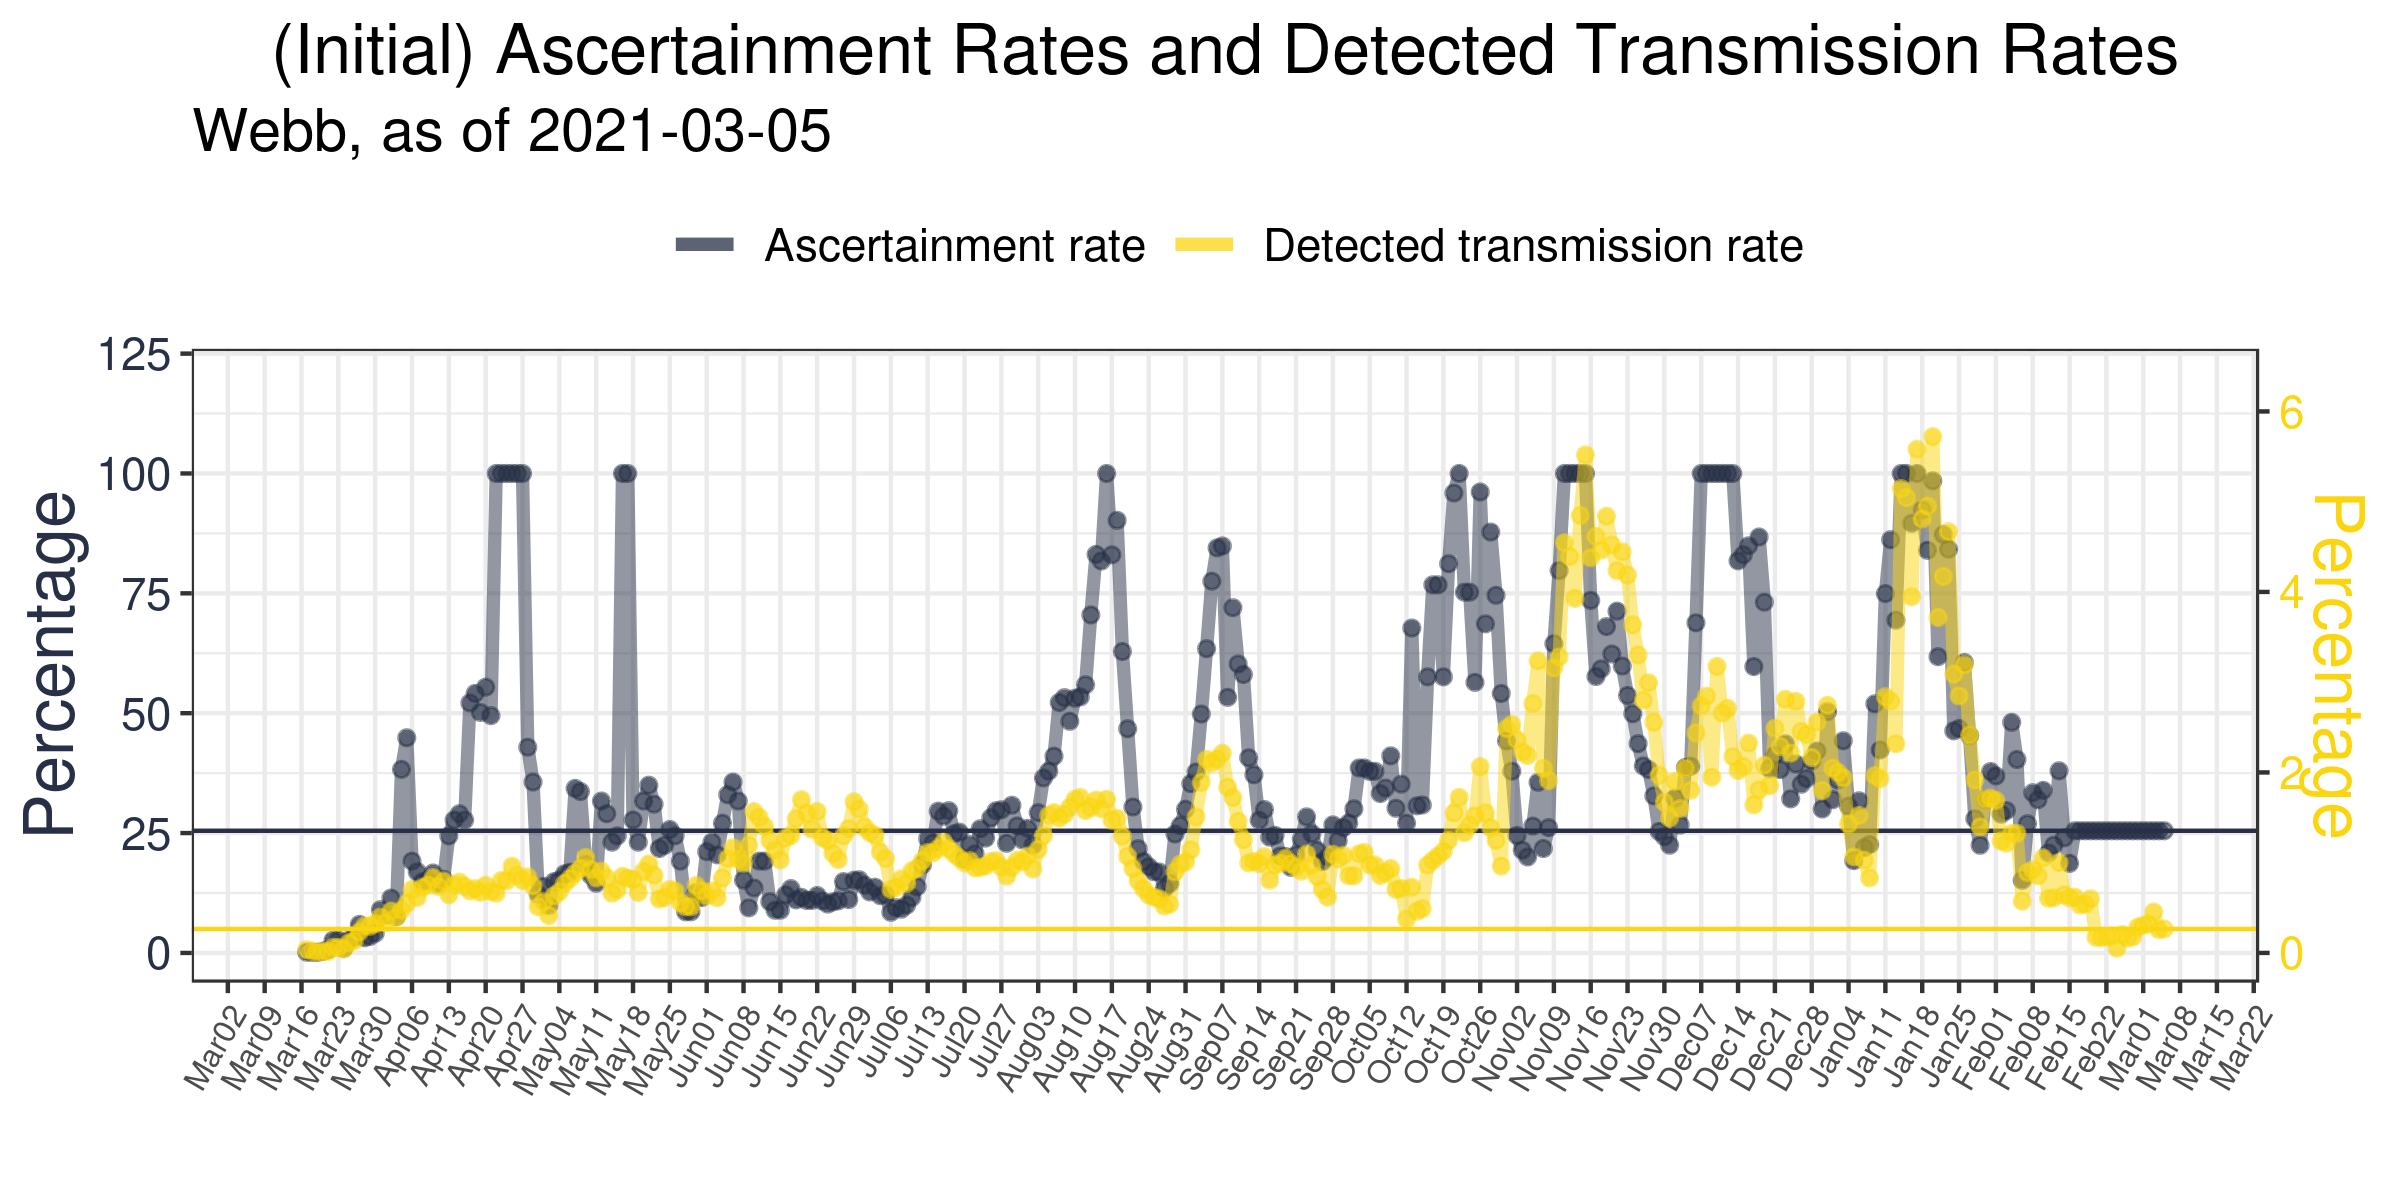 (Initial) Ascertainment Rates and Detected Transmission Rates
Webb, as of 2021-03-05
Ascertainment rate
Detected transmission rate
Percentage
125
100
75
50
25
0
6
4
2
0
Percentage
Mar02
Mar09
Mar16
Mar23
Mar30
Apr06
Apr13
Apr20
Apr27
May04
May11
May18
May25
Jun01
Jun08
Jun15
Jun22
Jun29
Jul06
Jul13
Jul20
Jul27
Aug03
Aug10
Aug17
Aug24
Aug31
Sep07
Sep14
Sep21
Sep28
Oct05
Oct12
Oct19
Oct26
Nov02
Nov09
Nov16
Nov23
Nov30
Dec07
Dec14
Dec21
Dec28
Jan04
Jan11
Jan18
Jan25
Feb01
Feb08
Feb15
Feb22
Mar01
Mar08
Mar15
Mar22